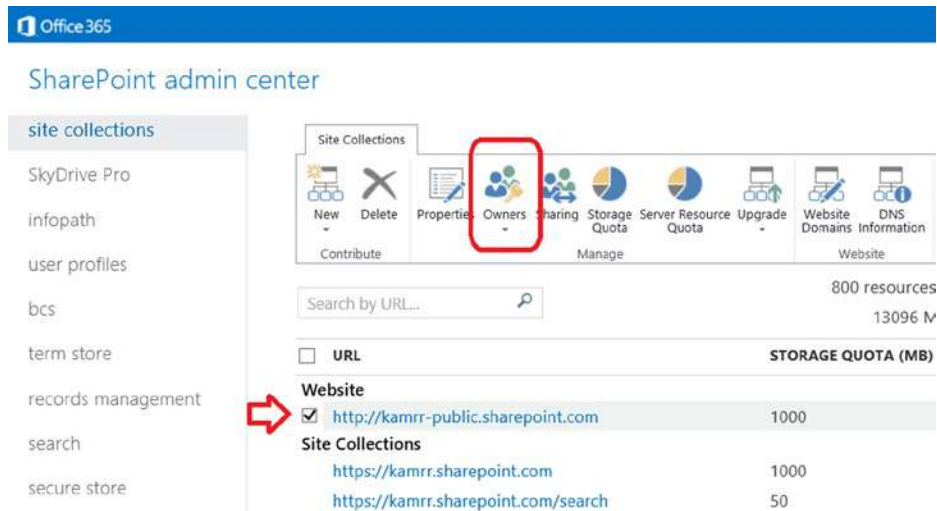 Office 365
SharePoint admin center
site collections
SkyDrive Pro
infopath
user profiles
bcs
term store
records management
search
secure store
Site Collections
New
Delete
Properties
Owners
Sharing
Storage Quota
Server Resource Quota
Upgrade
Website Domains
DNS Information
Contribute
Manage
Website
Search by URL...
800 resources
13096 M
URL
STORAGE QUOTA (MB)
Website
http://kamrr-public.sharepoint.com
1000
Site Collections
https://kamrr.sharepoint.com
1000
https://kamrr.sharepoint.com/search
50